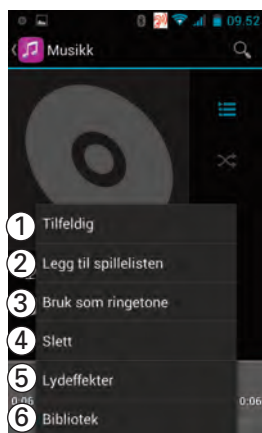 09.52
Musikk
1 Tilfeldig
2 Legg til spillelisten
3 Bruk som ringetone
4 Slett
5 Lydeffekter
0:06 0:06
6 Bibliotek